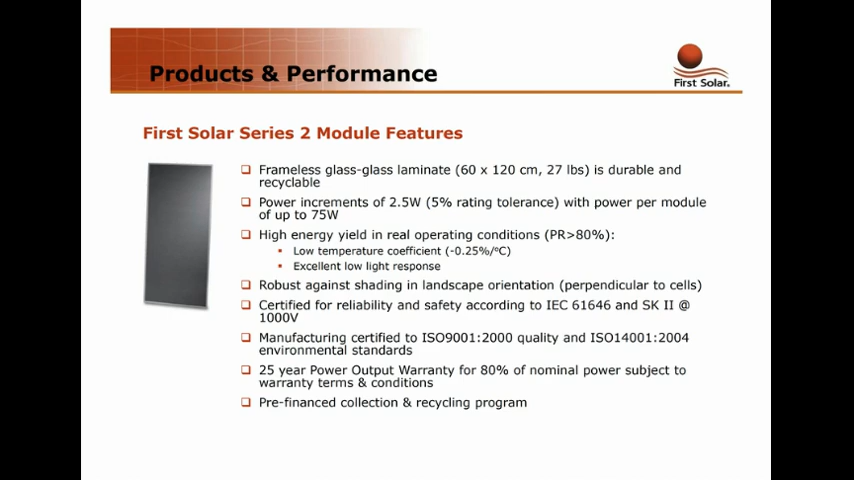 Products & Performance
First Solar.
First Solar Series 2 Module Features
❑ Frameless glass-glass laminate (60 x 120 cm, 27 lbs) is durable and
recyclable
❑ Power increments of 2.5W (5% rating tolerance) with power per module
of up to 75W
❑ High energy yield in real operating conditions (PR>80%):
▪ Low temperature coefficient (-0.25%/ºC)
▪ Excellent low light response
❑ Robust against shading in landscape orientation (perpendicular to cells)
❑ Certified for reliability and safety according to IEC 61646 and SK II @
1000V
❑ Manufacturing certified to ISO9001:2000 quality and ISO14001:2004
environmental standards
❑ 25 year Power Output Warranty for 80% of nominal power subject to
warranty terms & conditions
❑ Pre-financed collection & recycling program